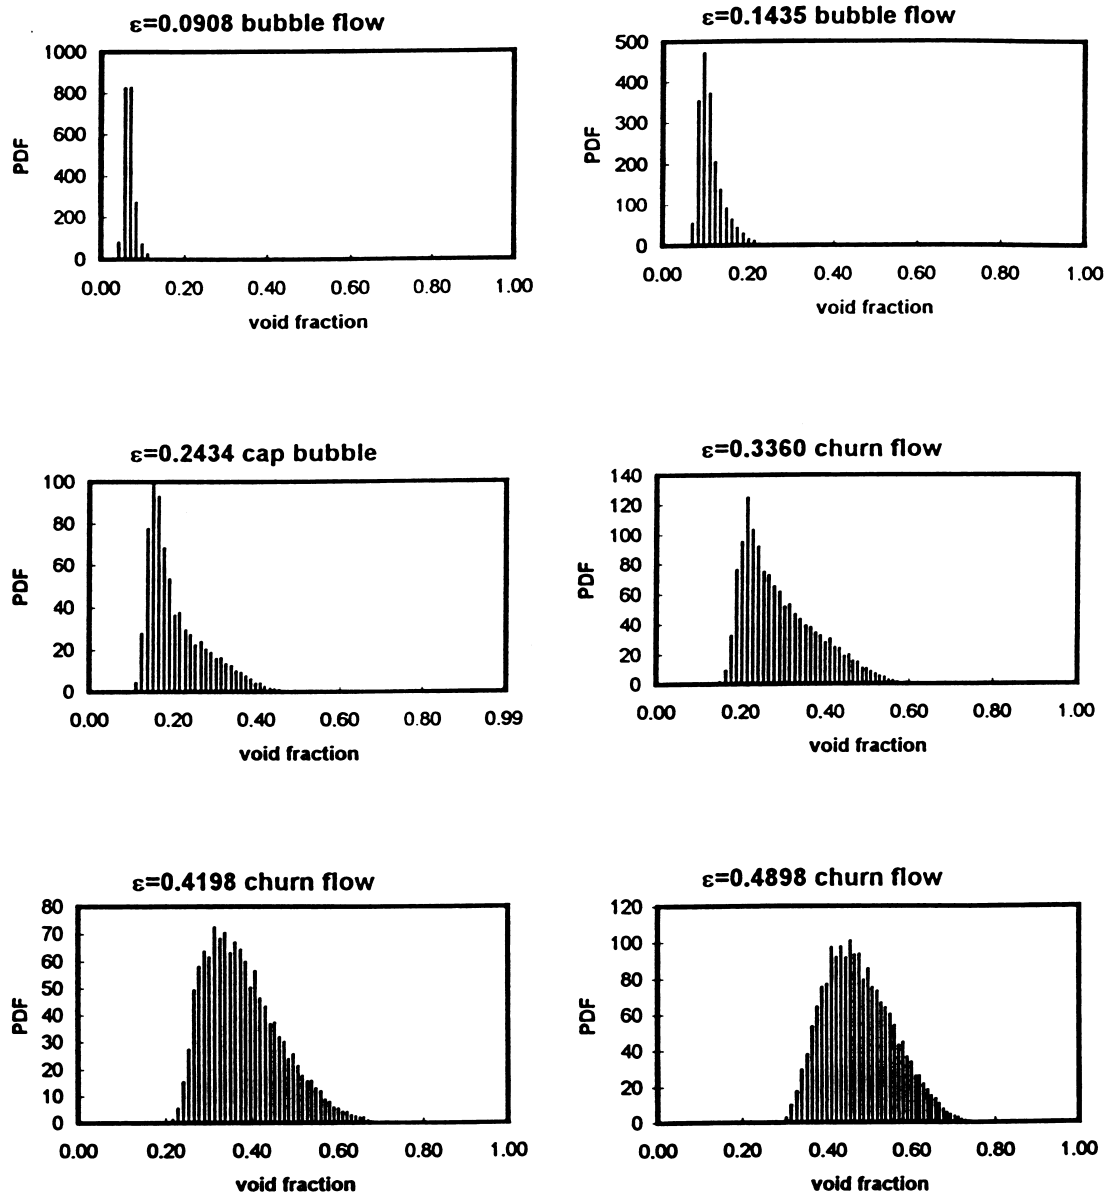 ε=0.0908 bubble flow
1000
800
600
400
200
0
PDF
0.00 0.20 0.40 0.60 0.80 1.00
void fraction
ε=0.1435 bubble flow
500
400
300
200
100
0
PDF
0.00 0.20 0.40 0.60 0.80 1.00
void fraction
ε=0.2434 cap bubble
100
80
60
40
20
0
PDF
0.00 0.20 0.40 0.60 0.80 0.99
void fraction
ε=0.3360 churn flow
140
120
100
80
60
40
20
0
PDF
0.00 0.20 0.40 0.60 0.80 1.00
void fraction
ε=0.4198 churn flow
80
70
60
50
40
30
20
10
0
PDF
0.00 0.20 0.40 0.60 0.80 1.00
void fraction
ε=0.4898 churn flow
120
100
80
60
40
20
0
PDF
0.00 0.20 0.40 0.60 0.80 1.00
void fraction